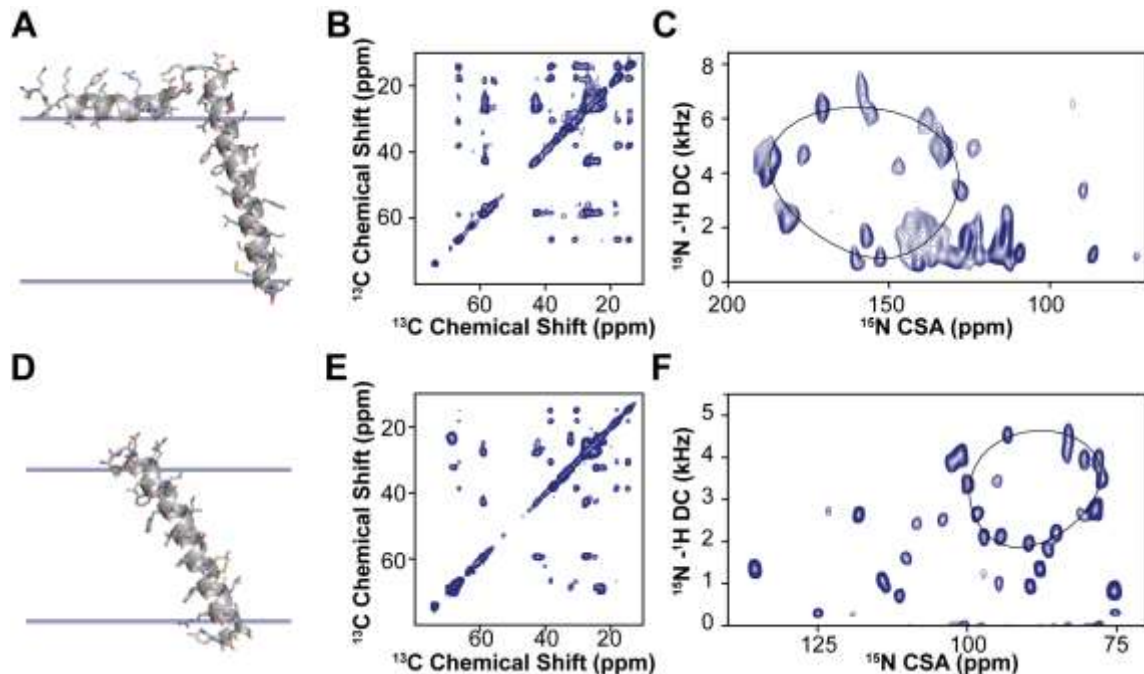 A
B
C
¹³C Chemical Shift (ppm)
20
40
60
60 40 20
¹³C Chemical Shift (ppm)
¹⁵N -¹H DC (kHz)
8
6
4
2
0
200 150 100
¹⁵N CSA (ppm)
D
E
F
¹³C Chemical Shift (ppm)
20
40
60
60 40 20
¹³C Chemical Shift (ppm)
¹⁵N -¹H DC (kHz)
5
4
3
2
1
0
125 100 75
¹⁵N CSA (ppm)